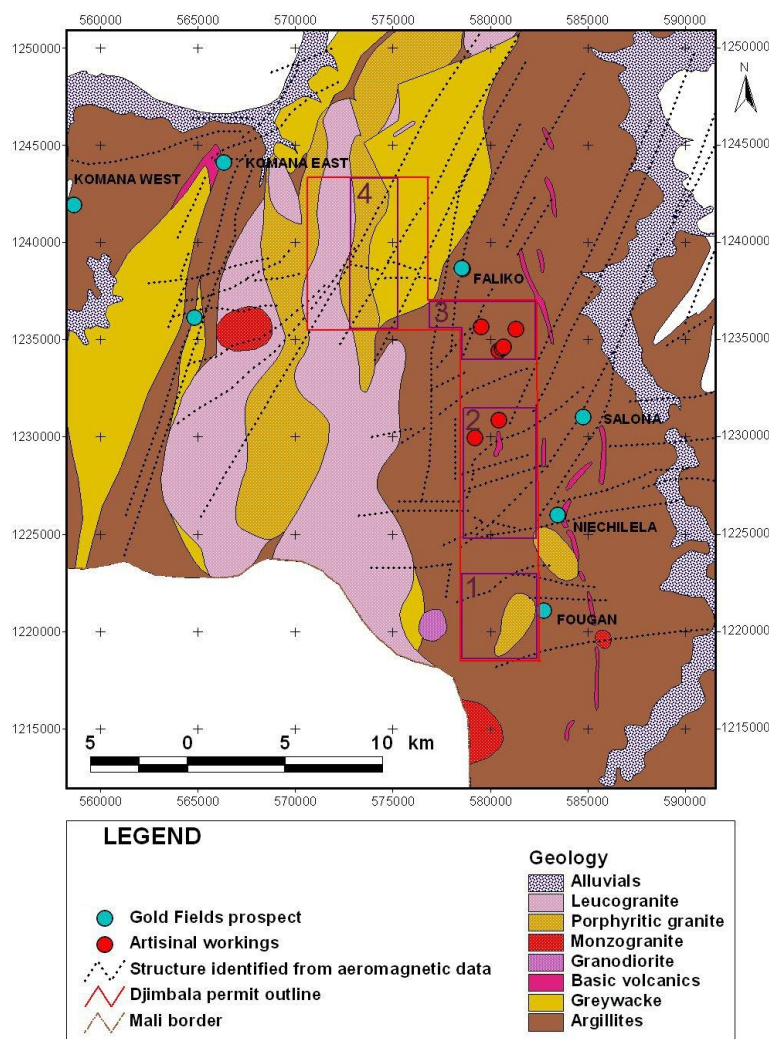 560000 665000 570000 575000 580000 585000 590000
1250000 1250000
N
1245000 1245000
KOMANA EAST
KOMANA WEST
4
1240000 1240000
FALIKO
3
1235000 1235000
2
SALONA
1230000 1230000
NIECHILELA
1225000 1225000
1
FOUGAN
1220000 1220000
1215000 1215000
5 0 5 10 km
560000 665000 570000 575000 580000 585000 590000
LEGEND
Gold Fields prospect
Artisinal workings
Structure identified from aeromagnetic data
Djimbala permit outline
Mali border
Geology
Alluvials
Leucogranite
Porphyritic granite
Monzogranite
Granodiorite
Basic volcanics
Greywacke
Argillites